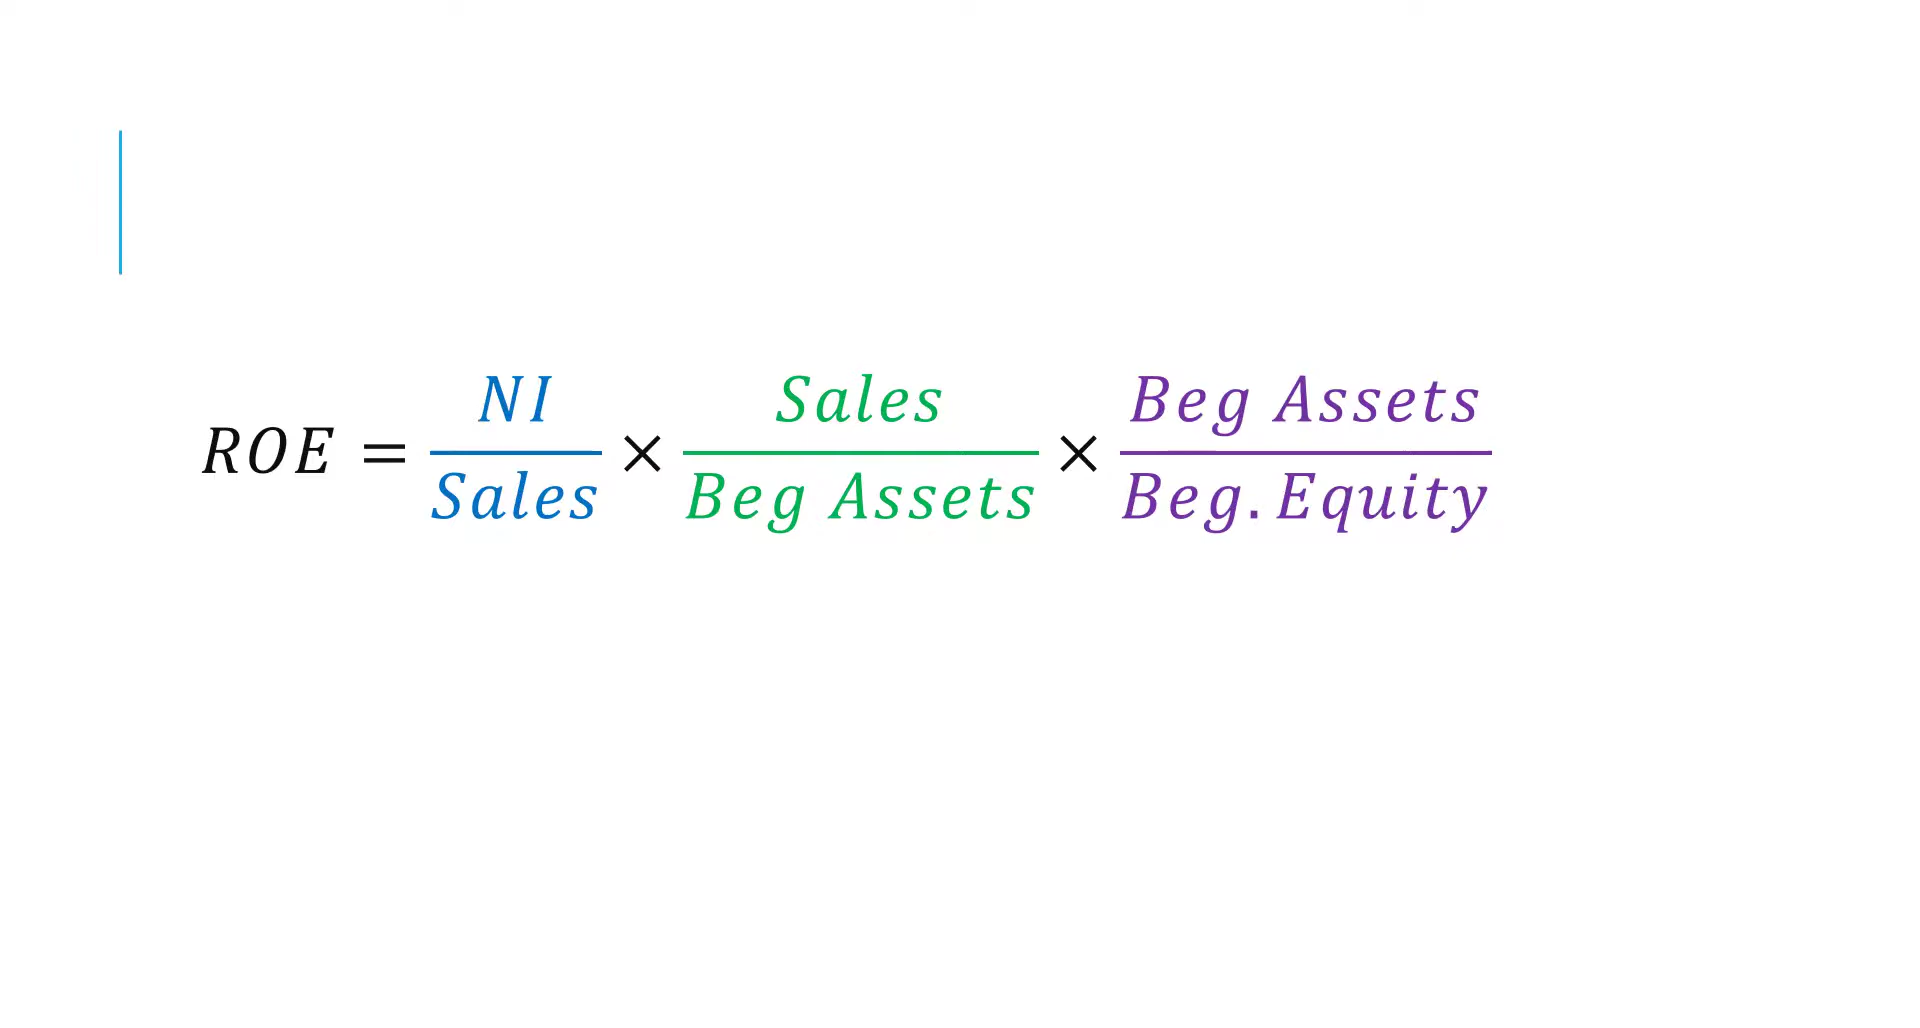 ROE = NI/Sales × Sales/Beg Assets × Beg Assets/Beg. Equity